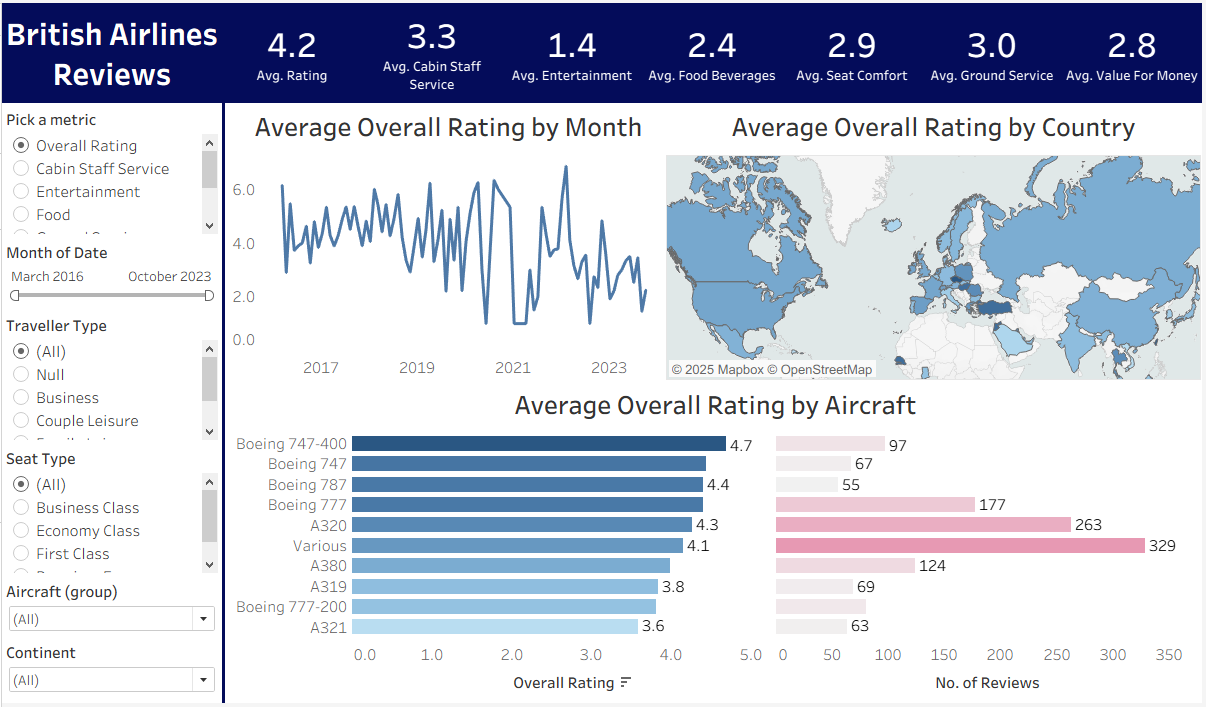 British Airlines
Reviews
4.2
Avg. Rating
3.3
Avg. Cabin Staff
Service
1.4
Avg. Entertainment
2.4
Avg. Food Beverages
2.9
Avg. Seat Comfort
3.0
Avg. Ground Service
2.8
Avg. Value For Money
Pick a metric
Overall Rating
Cabin Staff Service
Entertainment
Food
Month of Date
March 2016 October 2023
Traveller Type
(All)
Null
Business
Couple Leisure
Seat Type
(All)
Business Class
Economy Class
First Class
Aircraft (group)
(All)
Continent
(All)
Average Overall Rating by Month
6.0
4.0
2.0
0.0
2017 2019 2021 2023
Average Overall Rating by Country
© 2025 Mapbox © OpenStreetMap
Average Overall Rating by Aircraft
Boeing 747-400 4.7 97
Boeing 747 67
Boeing 787 4.4 55
Boeing 777 177
A320 4.3 263
Various 4.1 329
A380 124
A319 3.8 69
Boeing 777-200
A321 3.6 63
0.0 1.0 2.0 3.0 4.0 5.0 0 50 100 150 200 250 300 350
Overall Rating No. of Reviews